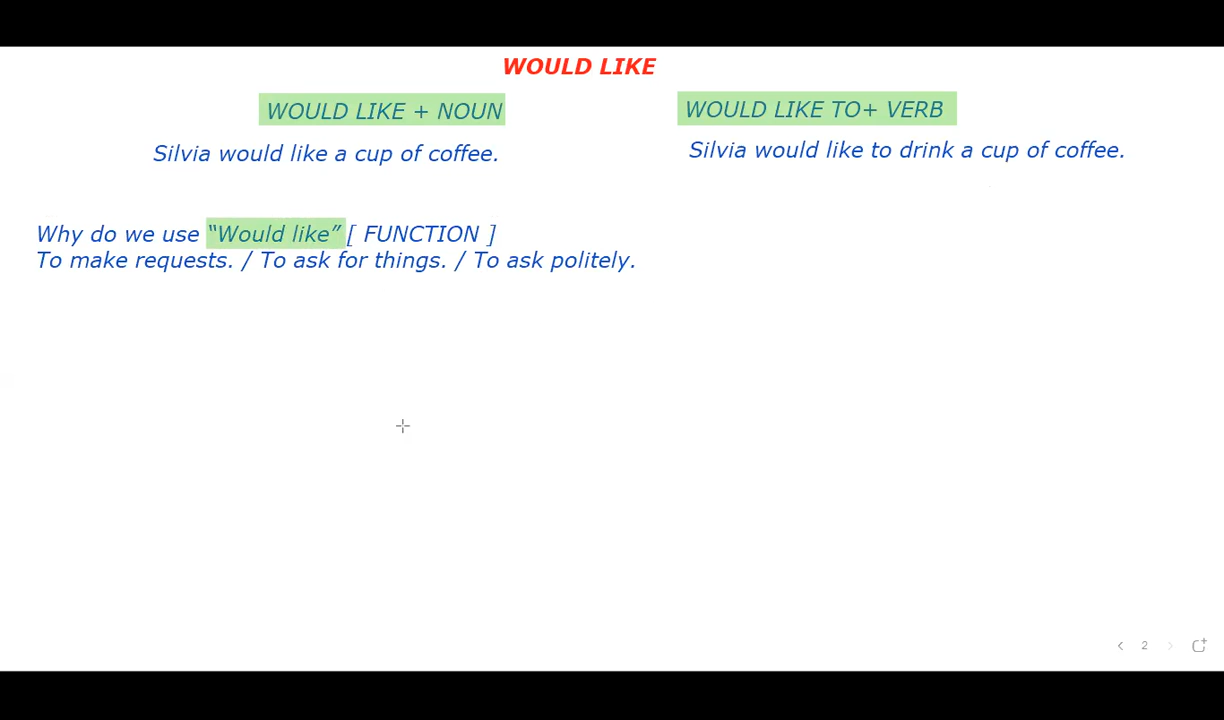 WOULD LIKE
WOULD LIKE + NOUN
WOULD LIKE TO+ VERB
Silvia would like a cup of coffee.
Silvia would like to drink a cup of coffee.
Why do we use “Would like” [ FUNCTION ]
To make requests. / To ask for things. / To ask politely.
2